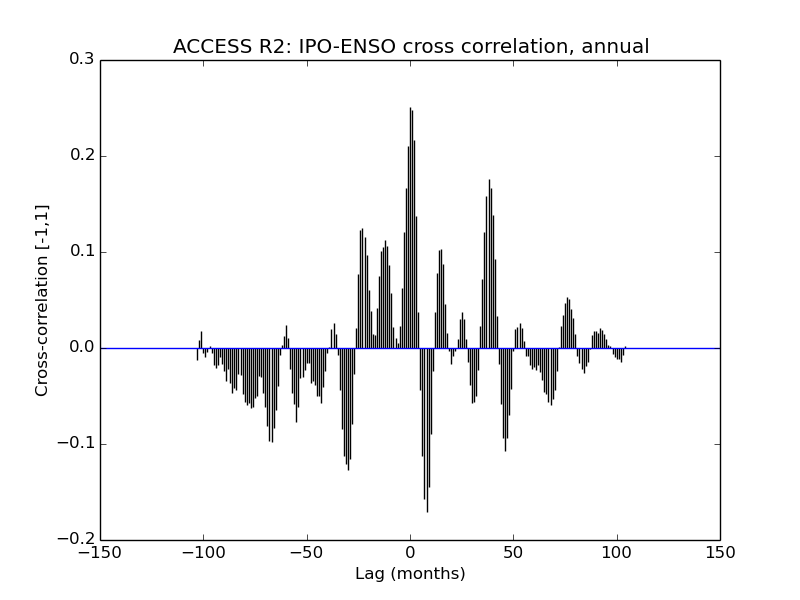 ACCESS R2: IPO-ENSO cross correlation, annual
0.3
0.2
0.1
0.0
−0.1
−0.2
Cross-correlation [-1,1]
−150 −100 −50 0 50 100 150
Lag (months)